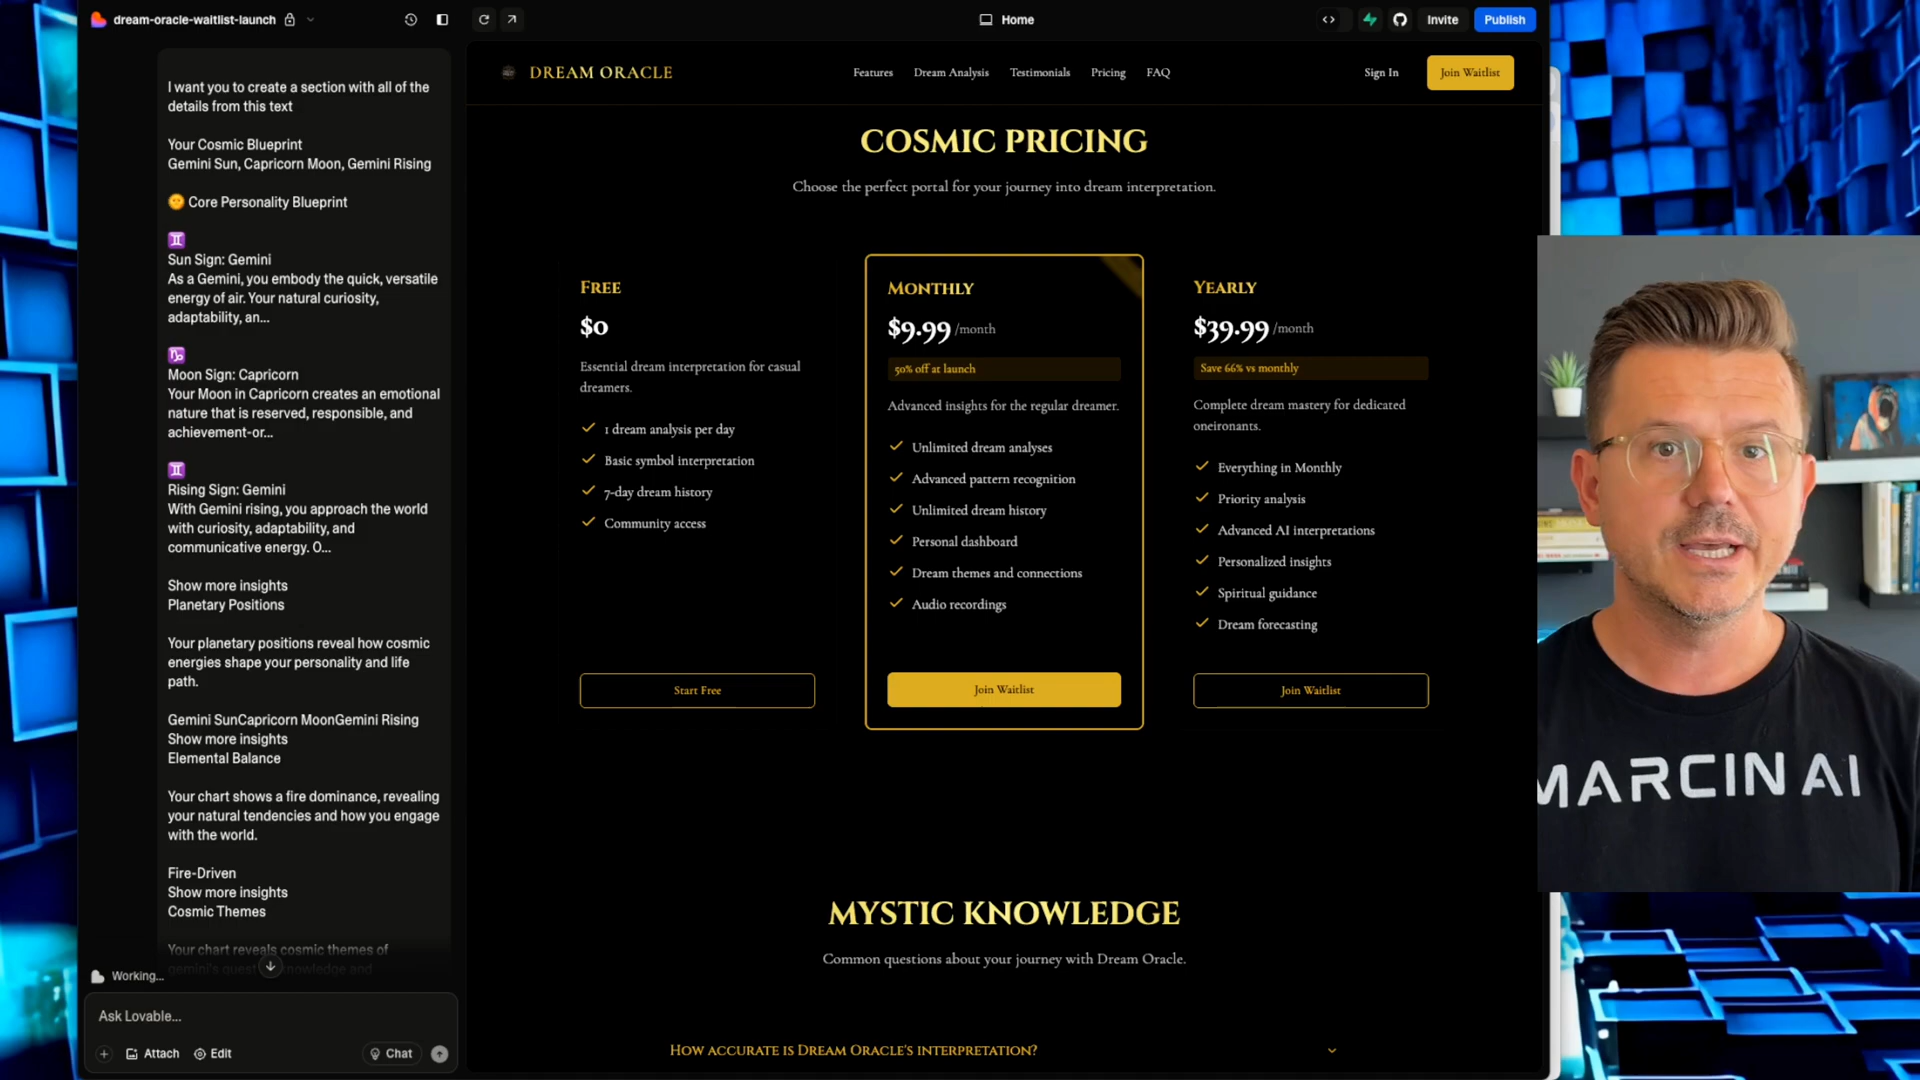 dream-oracle-waitlist-launch
Home
Invite
Publish
I want you to create a section with all of the
details from this text
Your Cosmic Blueprint
Gemini Sun, Capricorn Moon, Gemini Rising
Core Personality Blueprint
Sun Sign: Gemini
As a Gemini, you embody the quick, versatile
energy of air. Your natural curiosity,
adaptability, an...
Moon Sign: Capricorn
Your Moon in Capricorn creates an emotional
nature that is reserved, responsible, and
achievement-or...
Rising Sign: Gemini
With Gemini rising, you approach the world
with curiosity, adaptability, and
communicative energy. O...
Show more insights
Planetary Positions
Your planetary positions reveal how cosmic
energies shape your personality and life
path.
Gemini SunCapricorn MoonGemini Rising
Show more insights
Elemental Balance
Your chart shows a fire dominance, revealing
your natural tendencies and how you engage
with the world.
Fire-Driven
Show more insights
Cosmic Themes
Your chart reveals cosmic themes of
gemini's quest knowledge and
Working...
Ask Lovable...
Attach
Edit
Chat
DREAM ORACLE
Features
Dream Analysis
Testimonials
Pricing
FAQ
Sign In
Join Waitlist
COSMIC PRICING
Choose the perfect portal for your journey into dream interpretation.
FREE
$0
Essential dream interpretation for casual
dreamers.
1 dream analysis per day
Basic symbol interpretation
7-day dream history
Community access
Start Free
MONTHLY
$9.99 /month
50% off at launch
Advanced insights for the regular dreamer.
Unlimited dream analyses
Advanced pattern recognition
Unlimited dream history
Personal dashboard
Dream themes and connections
Audio recordings
Join Waitlist
YEARLY
$39.99 /month
Save 66% vs monthly
Complete dream mastery for dedicated
oneironants.
Everything in Monthly
Priority analysis
Advanced AI interpretations
Personalized insights
Spiritual guidance
Dream forecasting
Join Waitlist
MYSTIC KNOWLEDGE
Common questions about your journey with Dream Oracle.
HOW ACCURATE IS DREAM ORACLE'S INTERPRETATION?
MARCIN AI